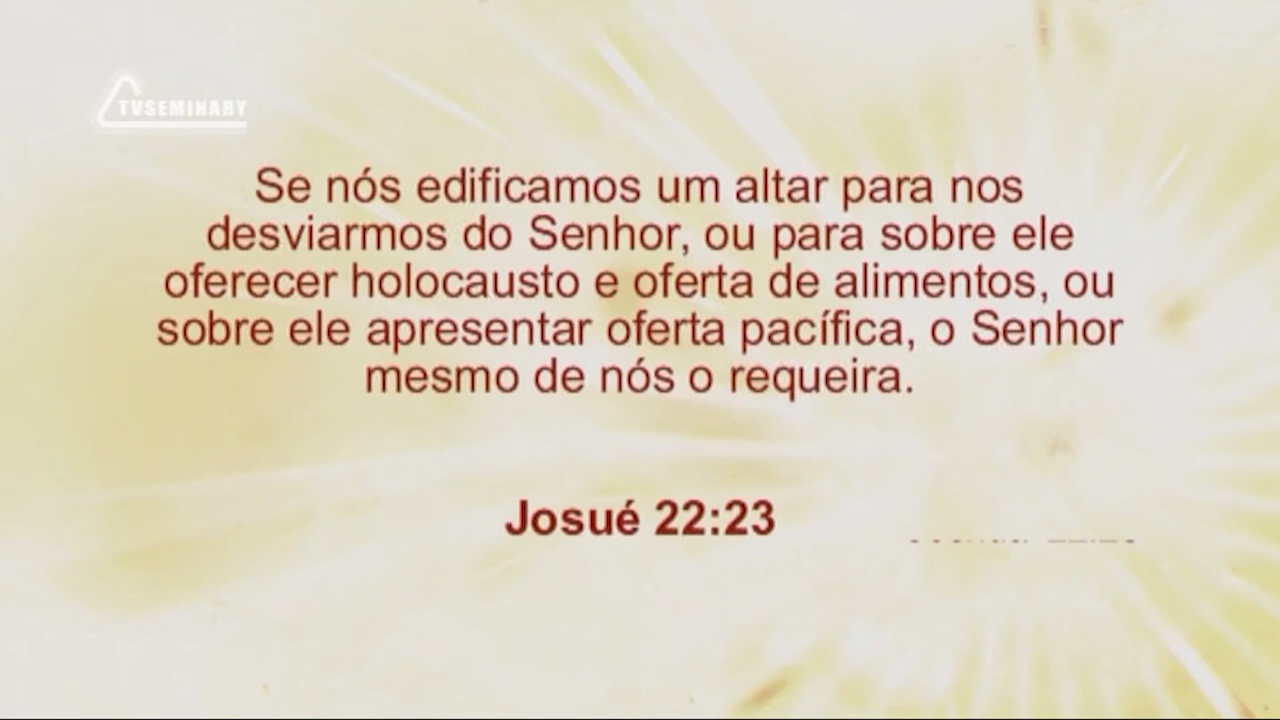 TVSEMINARY
Se nós edificamos um altar para nos
desviarmos do Senhor, ou para sobre ele
oferecer holocausto e oferta de alimentos, ou
sobre ele apresentar oferta pacífica, o Senhor
mesmo de nós o requeira.
Josué 22:23